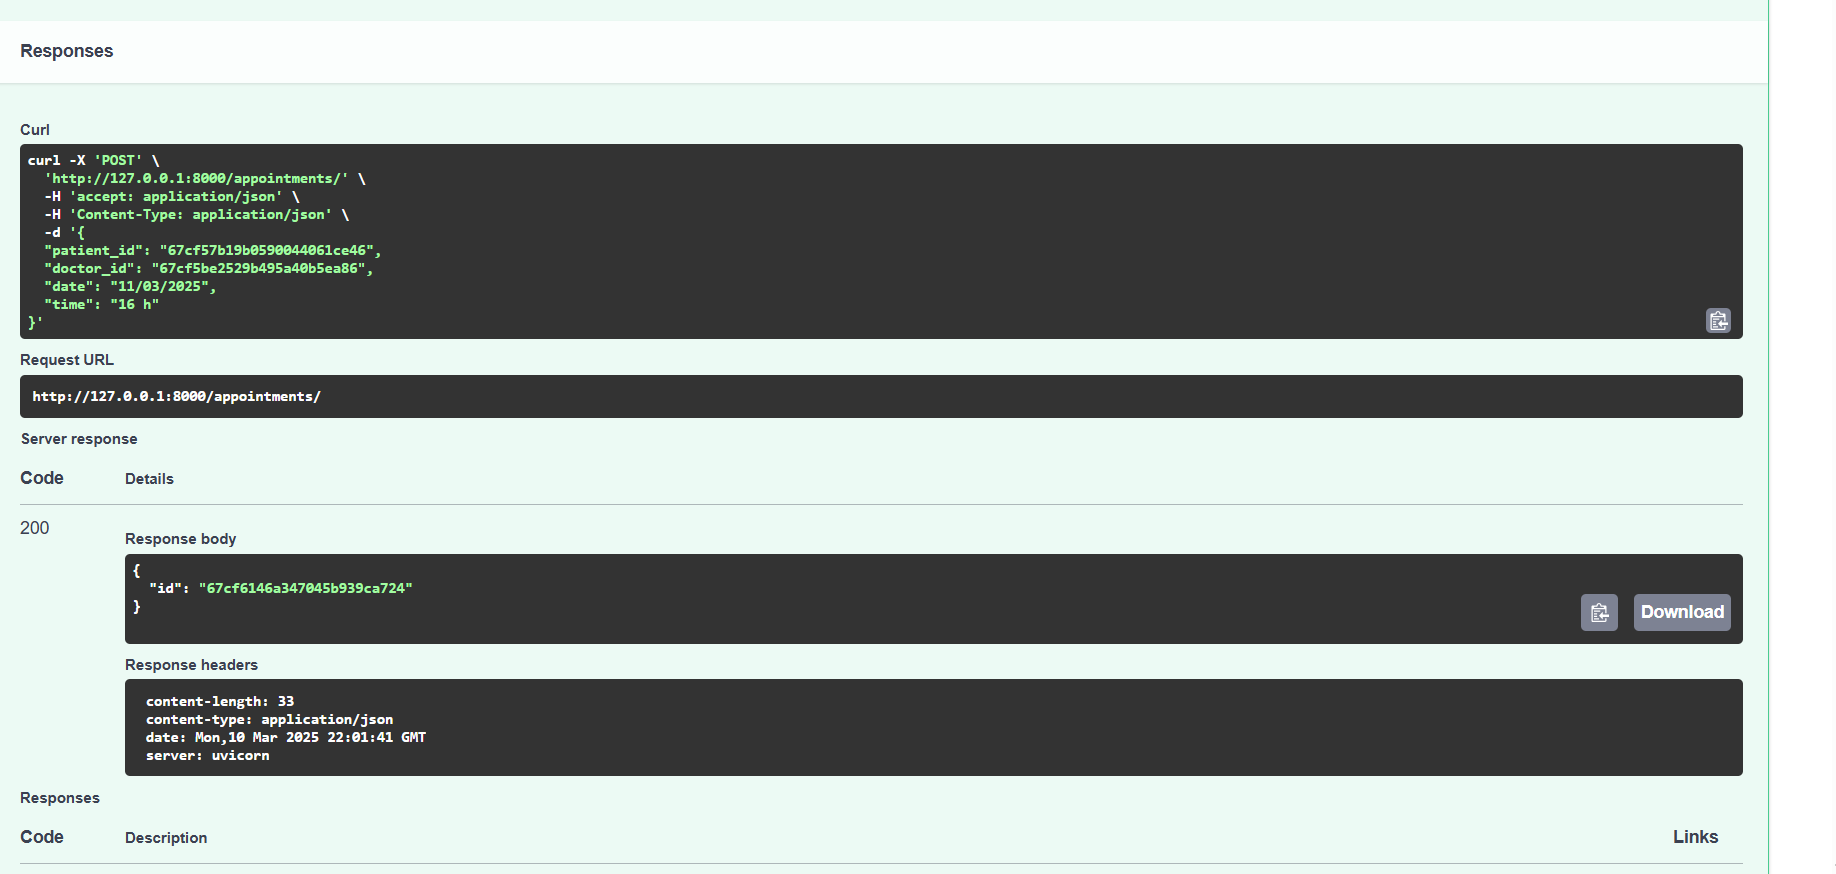 Responses
Curl
curl -X 'POST' \
'http://127.0.0.1:8000/appointments/' \
-H 'accept: application/json' \
-H 'Content-Type: application/json' \
-d '{
"patient_id": "67cf57b19b0590044061ce46",
"doctor_id": "67cf5be2529b495a40b5ea86",
"date": "11/03/2025",
"time": "16 h"
}'
Request URL
http://127.0.0.1:8000/appointments/
Server response
Code Details
200
Response body
{
"id": "67cf6146a347045b939ca724"
}
Download
Response headers
content-length: 33
content-type: application/json
date: Mon,10 Mar 2025 22:01:41 GMT
server: uvicorn
Responses
Code Description Links